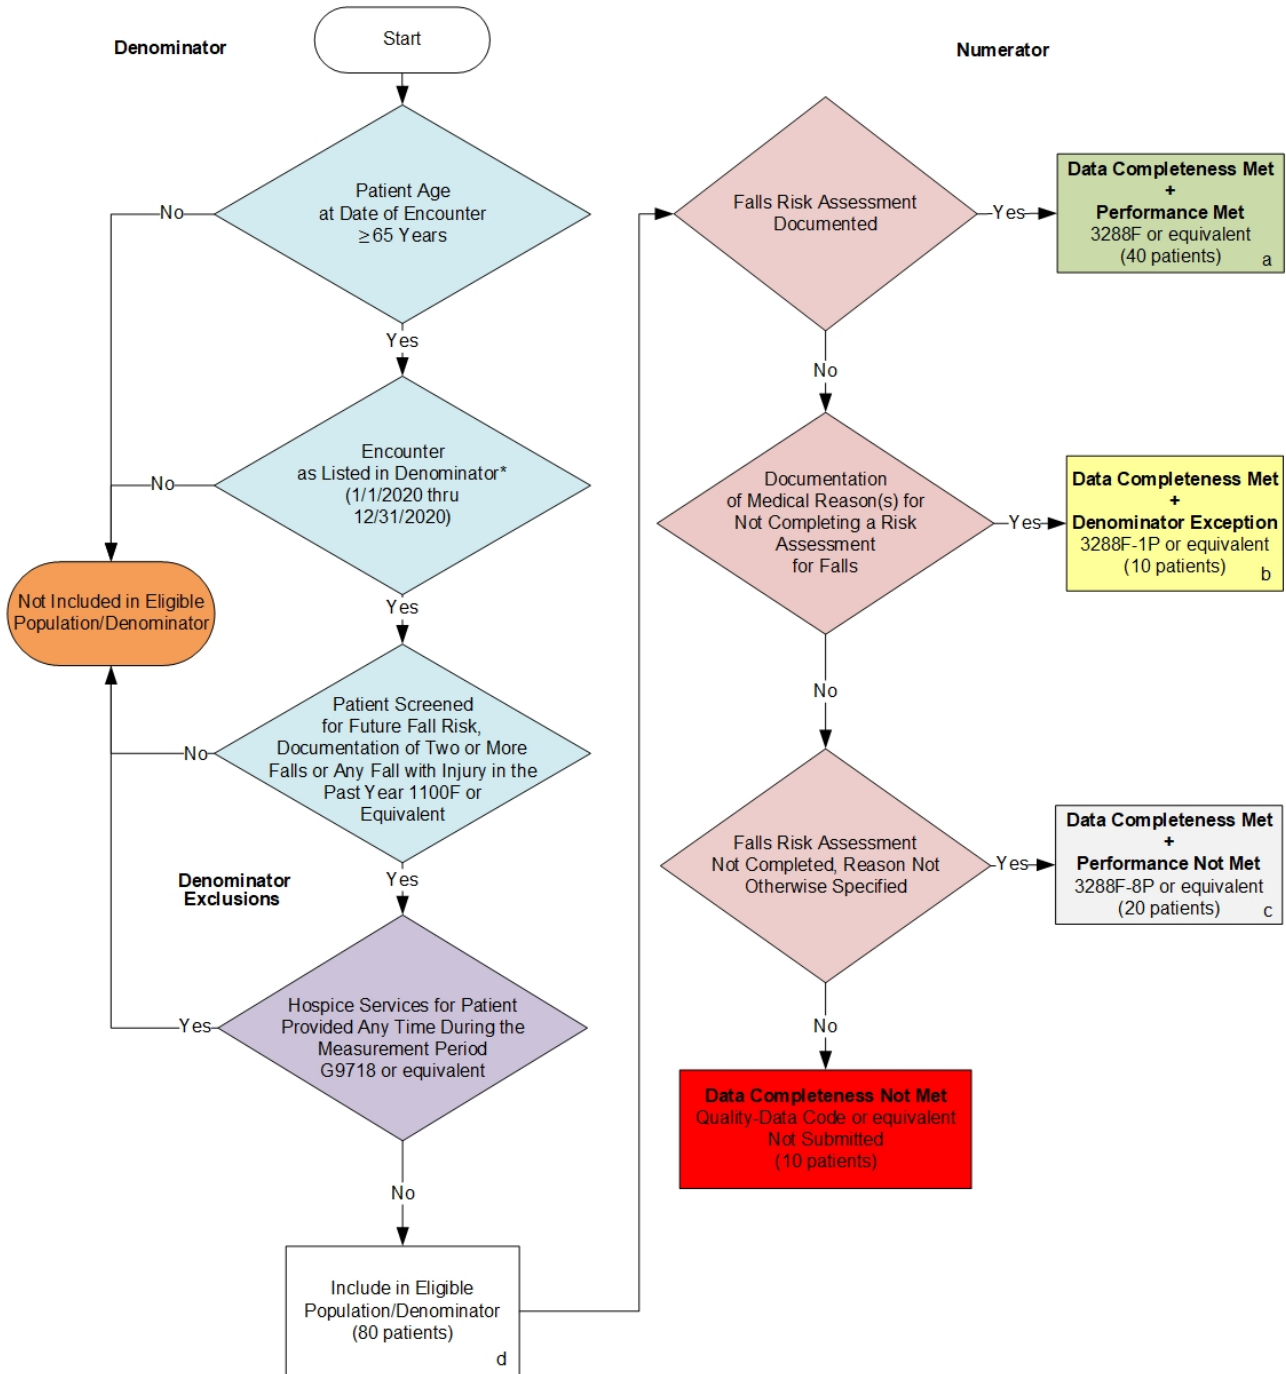 Denominator
Start
Patient Age
at Date of Encounter
≥ 65 Years
No
Yes
Encounter
as Listed in Denominator*
(1/1/2020 thru
12/31/2020)
No
Yes
Not Included in Eligible
Population/Denominator
Patient Screened
for Future Fall Risk,
Documentation of Two or More
Falls or Any Fall with Injury in the
Past Year 1100F or
Equivalent
No
Yes
Denominator
Exclusions
Hospice Services for Patient
Provided Any Time During the
Measurement Period
G9718 or equivalent
Yes
No
Include in Eligible
Population/Denominator
(80 patients)
d
Numerator
Falls Risk Assessment
Documented
Yes
Data Completeness Met
+
Performance Met
3288F or equivalent
(40 patients)
a
No
Documentation
of Medical Reason(s) for
Not Completing a Risk
Assessment
for Falls
Yes
Data Completeness Met
+
Denominator Exception
3288F-1P or equivalent
(10 patients)
b
No
Falls Risk Assessment
Not Completed, Reason Not
Otherwise Specified
Yes
Data Completeness Met
+
Performance Not Met
3288F-8P or equivalent
(20 patients)
c
No
Data Completeness Not Met
Quality-Data Code or equivalent
Not Submitted
(10 patients)